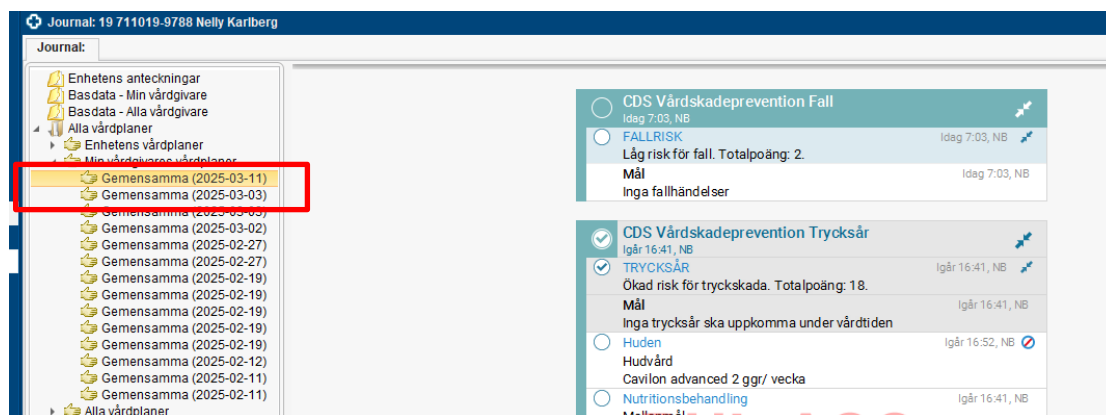 Journal: 19 711019-9788 Nelly Karlberg
Journal:
Enhetens anteckningar
Basdata - Min vårdgivare
Basdata - Alla vårdgivare
Alla vårdplaner
Enhetens vårdplaner
Min vårdgivares vårdplaner
Gemensamma (2025-03-11)
Gemensamma (2025-03-03)
Gemensamma (2025-03-03)
Gemensamma (2025-03-02)
Gemensamma (2025-02-27)
Gemensamma (2025-02-27)
Gemensamma (2025-02-19)
Gemensamma (2025-02-19)
Gemensamma (2025-02-19)
Gemensamma (2025-02-19)
Gemensamma (2025-02-19)
Gemensamma (2025-02-12)
Gemensamma (2025-02-11)
Gemensamma (2025-02-11)
Alla vårdplaner
CDS Vårdskadeprevention Fall
Idag 7:03, NB
FALLRISK Idag 7:03, NB
Låg risk för fall. Totalpoäng: 2.
Mål Idag 7:03, NB
Inga fallhändelser
CDS Vårdskadeprevention Trycksår
Igår 16:41, NB
TRYCKSÅR Igår 16:41, NB
Ökad risk för tryckskada. Totalpoäng: 18.
Mål Igår 16:41, NB
Inga trycksår ska uppkomma under vårdtiden
Huden Igår 16:52, NB
Hudvård
Cavilon advanced 2 ggr/ vecka
Nutritionsbehandling Igår 16:41, NB
Mellanmål